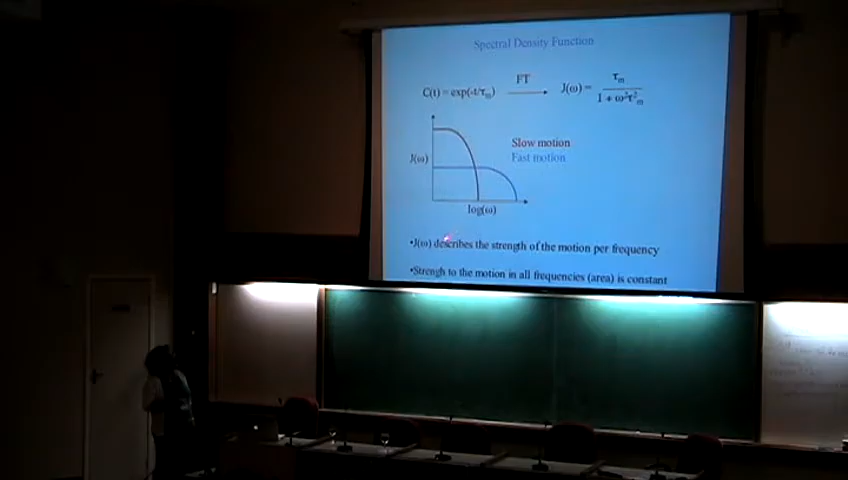 Spectral Density Function
FT
C(t) = exp(-t/τm) → J(ω) = τm
1 + ω²τ²m
Slow motion
Fast motion
J(ω)
log(ω)
•J(ω) describes the strength of the motion per frequency
•Strengh to the motion in all frequencies (area) is constant